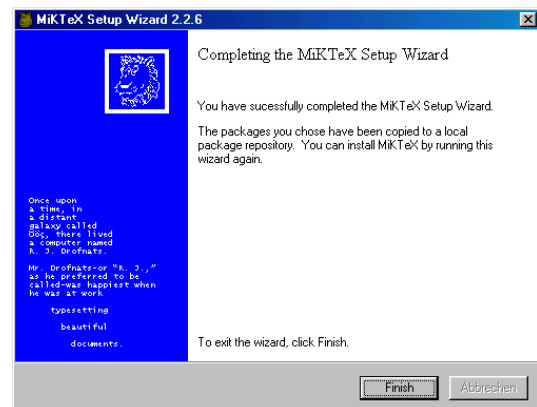 MiKTeX Setup Wizard 2.2.6
Completing the MiKTeX Setup Wizard
You have sucessfully completed the MiKTeX Setup Wizard.
The packages you chose have been copied to a local
package repository. You can install MiKTeX by running this
wizard again.
Once upon
a time, in
a distant
galaxy called
Ööç, there lived
a computer named
R. J. Drofnats.
Mr. Drofnats-or "R. J.,"
as he preferred to be
called-was happiest when
he was at work
typesetting
beautiful
documents.
To exit the wizard, click Finish.
Finish
Abbrechen